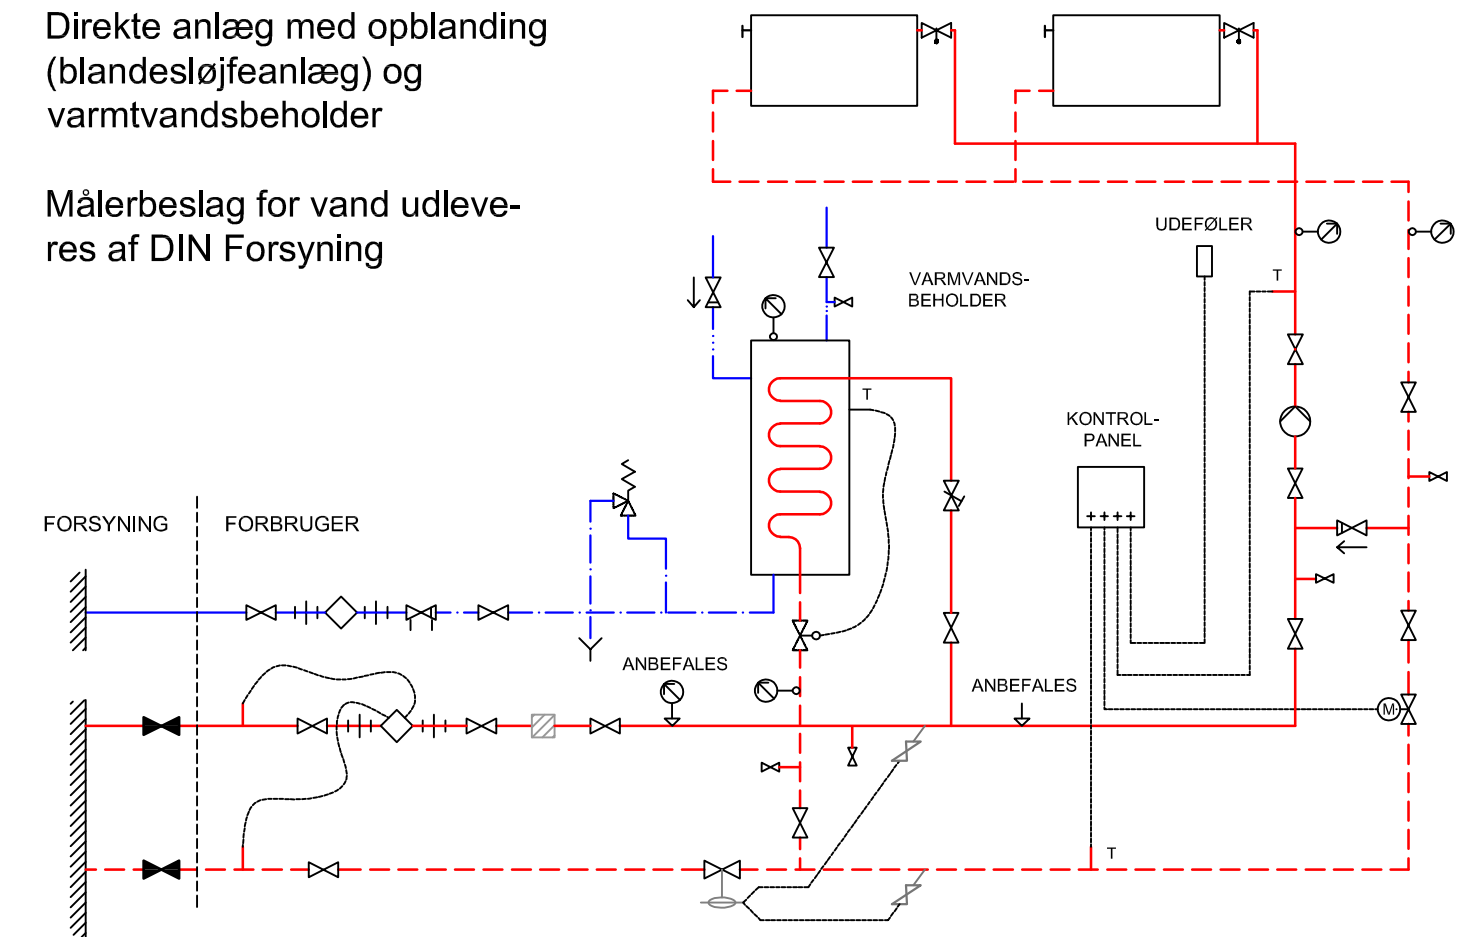 Direkte anlæg med opblanding
(blandesløjfeanlæg) og
varmtvandsbeholder
Målerbeslag for vand udleve-
res af DIN Forsyning
UDEFØLER
VARMVANDS-
BEHOLDER
T
T
KONTROL-
PANEL
FORSYNING
FORBRUGER
ANBEFALES
ANBEFALES
M
T